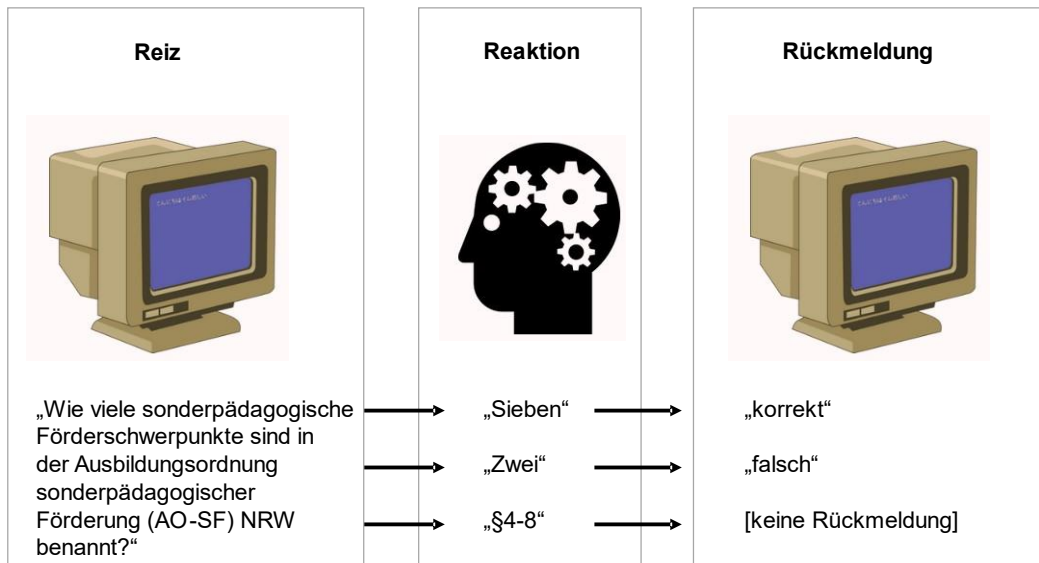 Reiz
Reaktion
Rückmeldung
„Wie viele sonderpädagogische
Förderschwerpunkte sind in
der Ausbildungsordnung
sonderpädagogischer
Förderung (AO-SF) NRW
benannt?“
„Sieben“
„korrekt“
„Zwei“
„falsch“
„§4-8“
[keine Rückmeldung]